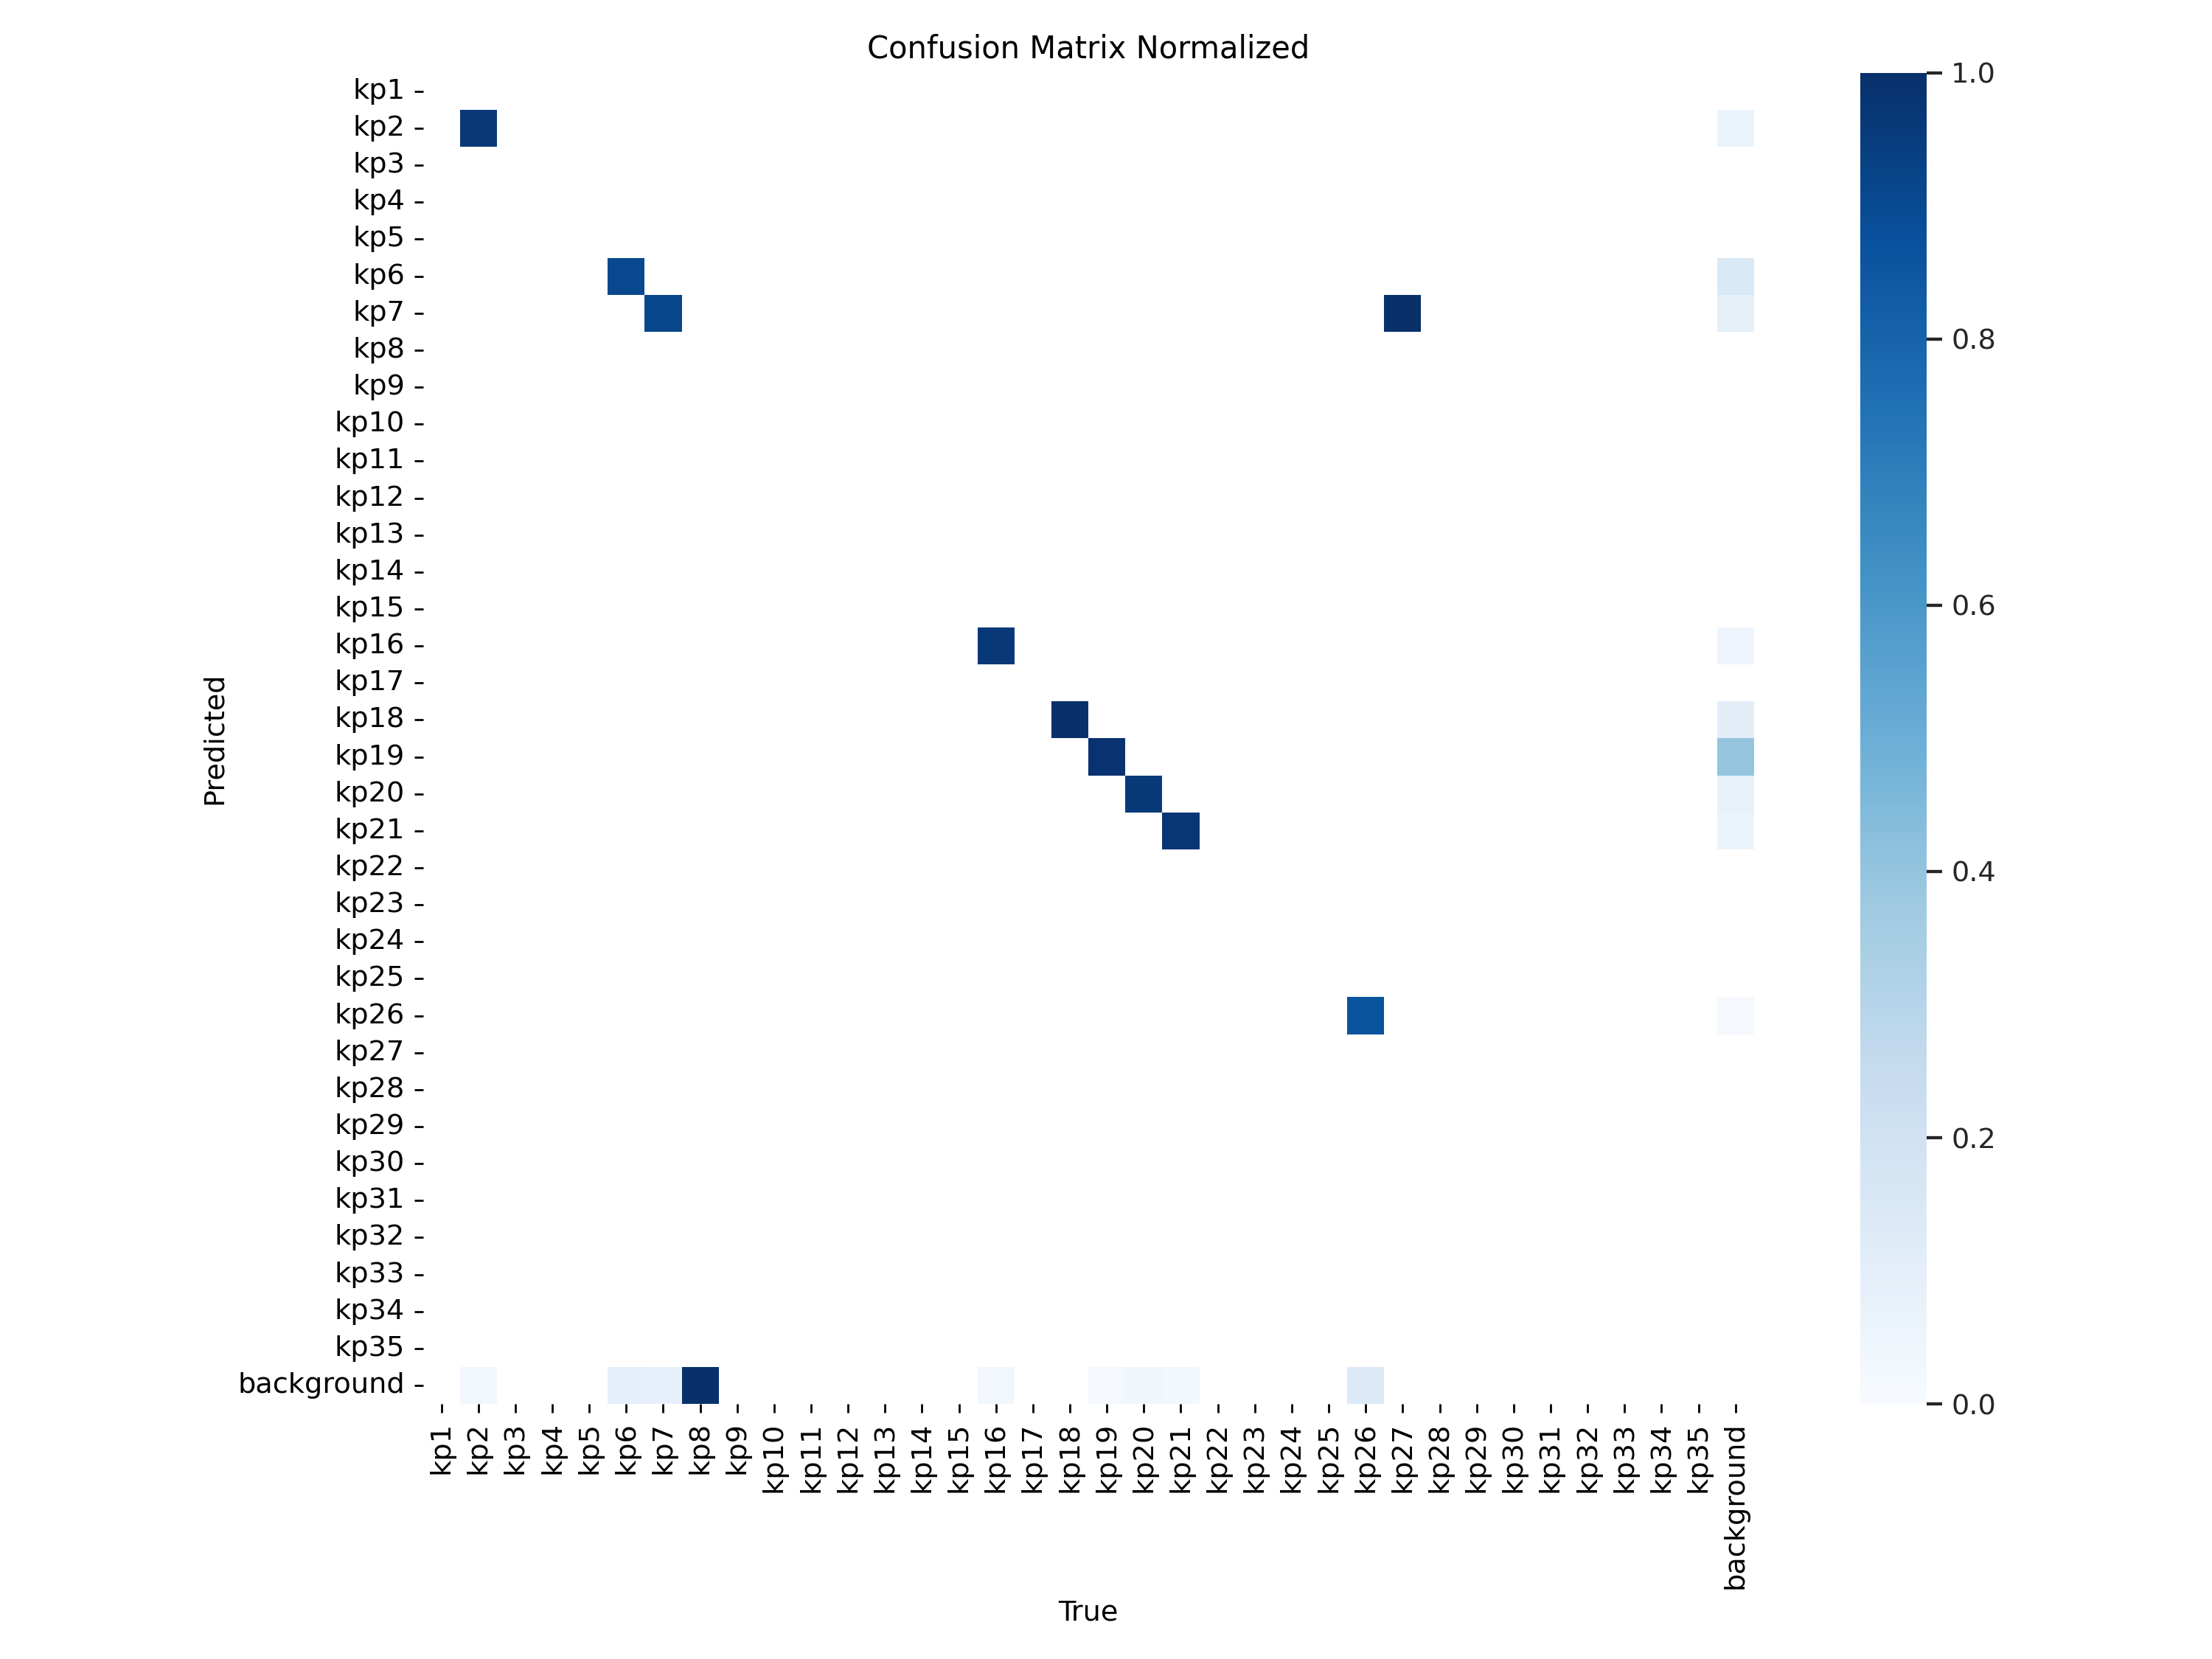 Confusion Matrix Normalized
kp1
kp2
kp3
kp4
kp5
kp6
kp7
kp8
kp9
kp10
kp11
kp12
kp13
kp14
kp15
kp16
kp17
kp18
kp19
kp20
kp21
kp22
kp23
kp24
kp25
kp26
kp27
kp28
kp29
kp30
kp31
kp32
kp33
kp34
kp35
background
Predicted
kp1 kp2 kp3 kp4 kp5 kp6 kp7 kp8 kp9 kp10 kp11 kp12 kp13 kp14 kp15 kp16 kp17 kp18 kp19 kp20 kp21 kp22 kp23 kp24 kp25 kp26 kp27 kp28 kp29 kp30 kp31 kp32 kp33 kp34 kp35 background
True
1.0
0.8
0.6
0.4
0.2
0.0